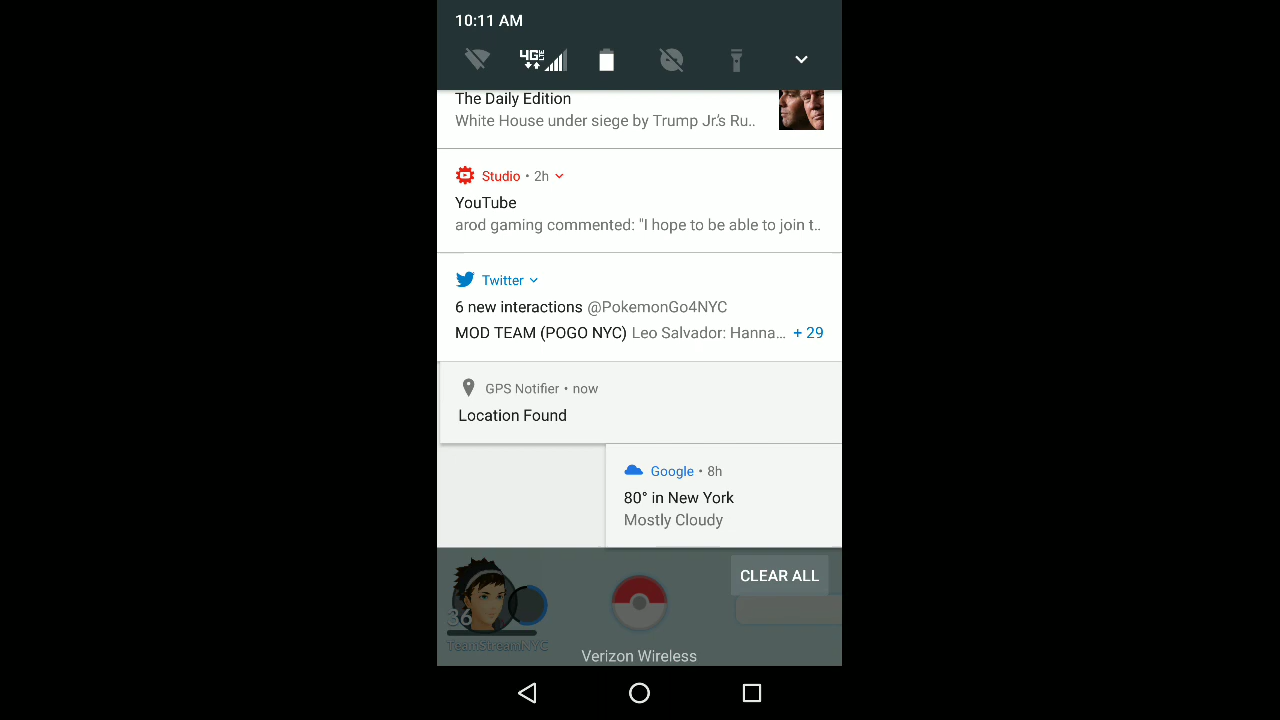 10:11 AM
4G LTE
The Daily Edition
White House under siege by Trump Jr.'s Ru..
Studio • 2h
YouTube
arod gaming commented: "I hope to be able to join t..
Twitter
6 new interactions @PokemonGo4NYC
MOD TEAM (POGO NYC) Leo Salvador: Hanna... + 29
GPS Notifier • now
Location Found
Google • 8h
80° in New York
Mostly Cloudy
CLEAR ALL
36
TeamStreamNYC
Verizon Wireless